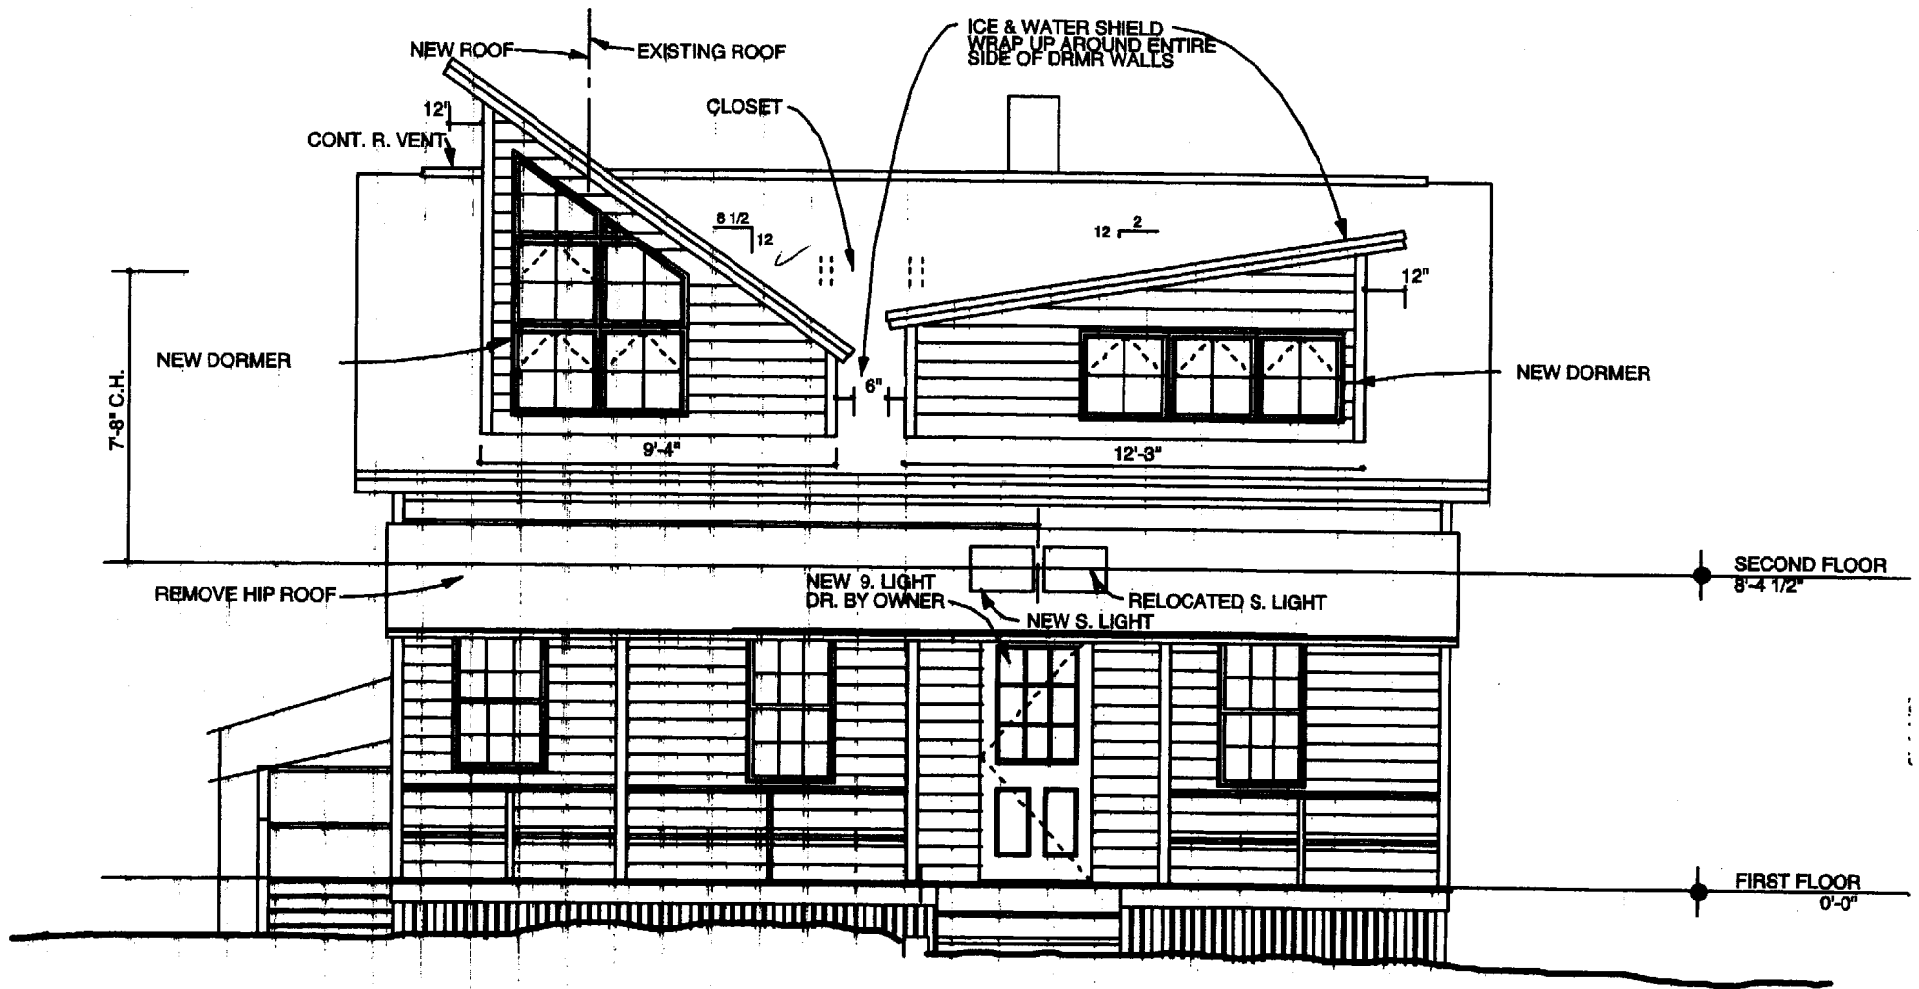 NEW ROOF
EXISTING ROOF
ICE & WATER SHIELD
WRAP UP AROUND ENTIRE
SIDE OF DRMR WALLS
12"
CLOSET
CONT. R. VENT
8 1/2
12
12
2
12"
NEW DORMER
6"
NEW DORMER
7'-8" C.H.
9'-4"
12'-3"
SECOND FLOOR
8'-4 1/2"
REMOVE HIP ROOF
NEW 9. LIGHT
DR. BY OWNER
RELOCATED S. LIGHT
NEW S. LIGHT
FIRST FLOOR
0'-0"